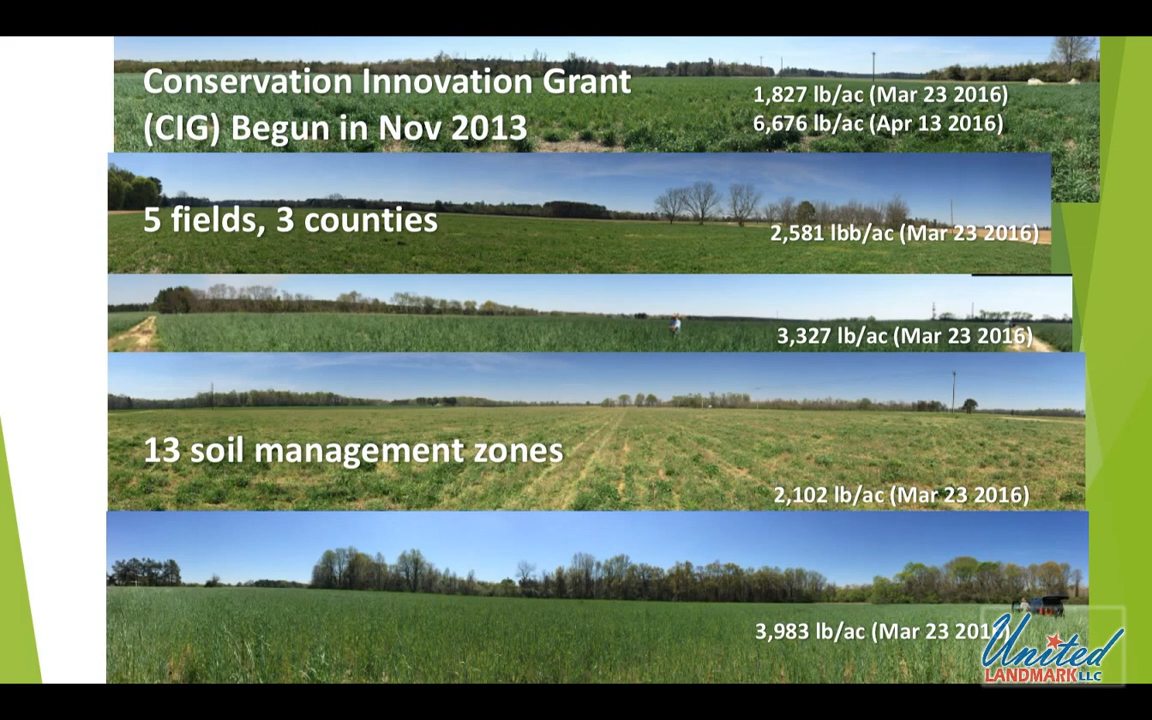 Conservation Innovation Grant
(CIG) Begun in Nov 2013
1,827 lb/ac (Mar 23 2016)
6,676 lb/ac (Apr 13 2016)
5 fields, 3 counties
2,581 lbb/ac (Mar 23 2016)
3,327 lb/ac (Mar 23 2016)
13 soil management zones
2,102 lb/ac (Mar 23 2016)
3,983 lb/ac (Mar 23 201
United
LANDMARK LLC